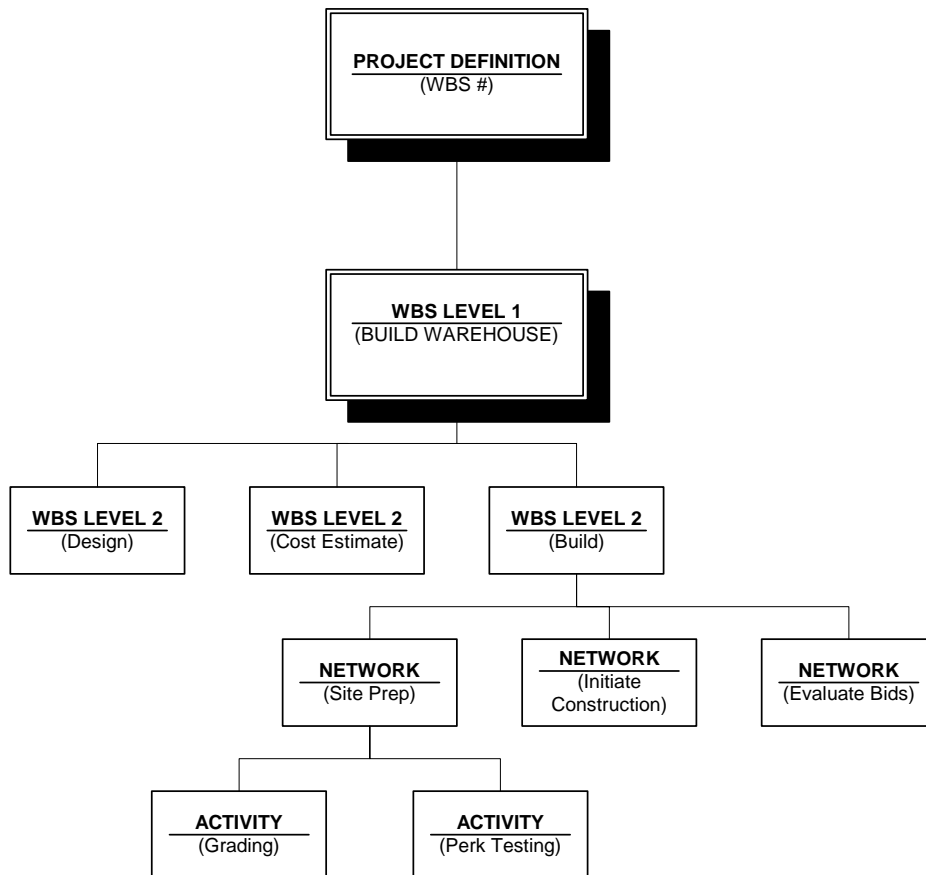 PROJECT DEFINITION
(WBS #)
WBS LEVEL 1
(BUILD WAREHOUSE)
WBS LEVEL 2
(Design)
WBS LEVEL 2
(Cost Estimate)
WBS LEVEL 2
(Build)
NETWORK
(Site Prep)
NETWORK
(Initiate
Construction)
NETWORK
(Evaluate Bids)
ACTIVITY
(Grading)
ACTIVITY
(Perk Testing)